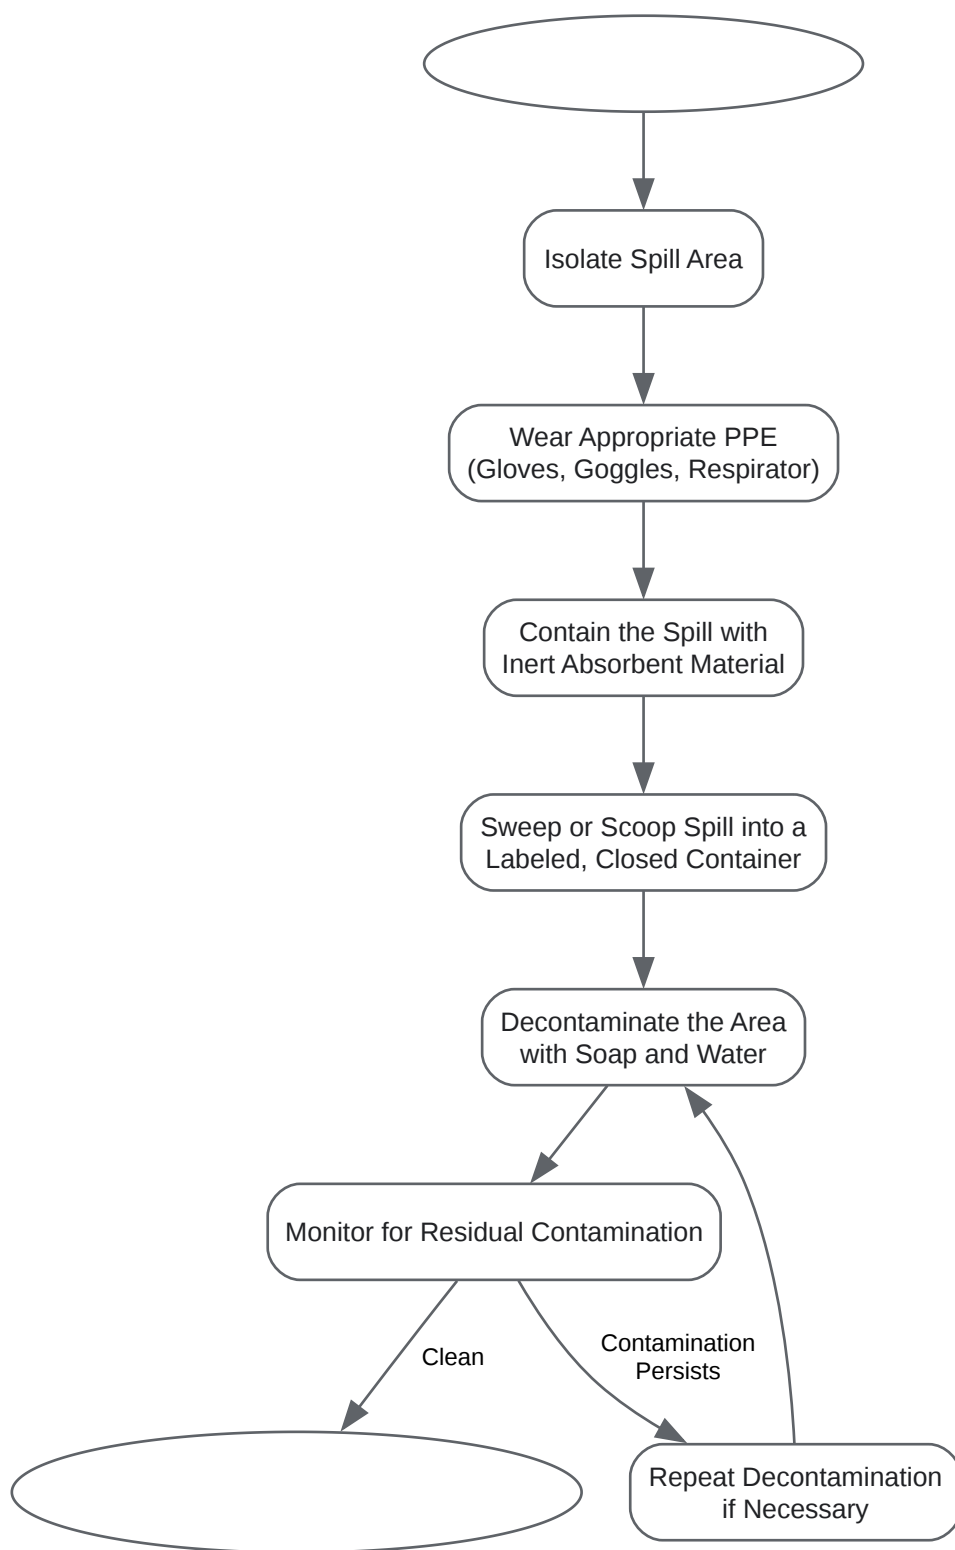 Isolate Spill Area
Wear Appropriate PPE
(Gloves, Goggles, Respirator)
Contain the Spill with
Inert Absorbent Material
Sweep or Scoop Spill into a
Labeled, Closed Container
Decontaminate the Area
with Soap and Water
Monitor for Residual Contamination
Clean
Contamination
Persists
Repeat Decontamination
if Necessary